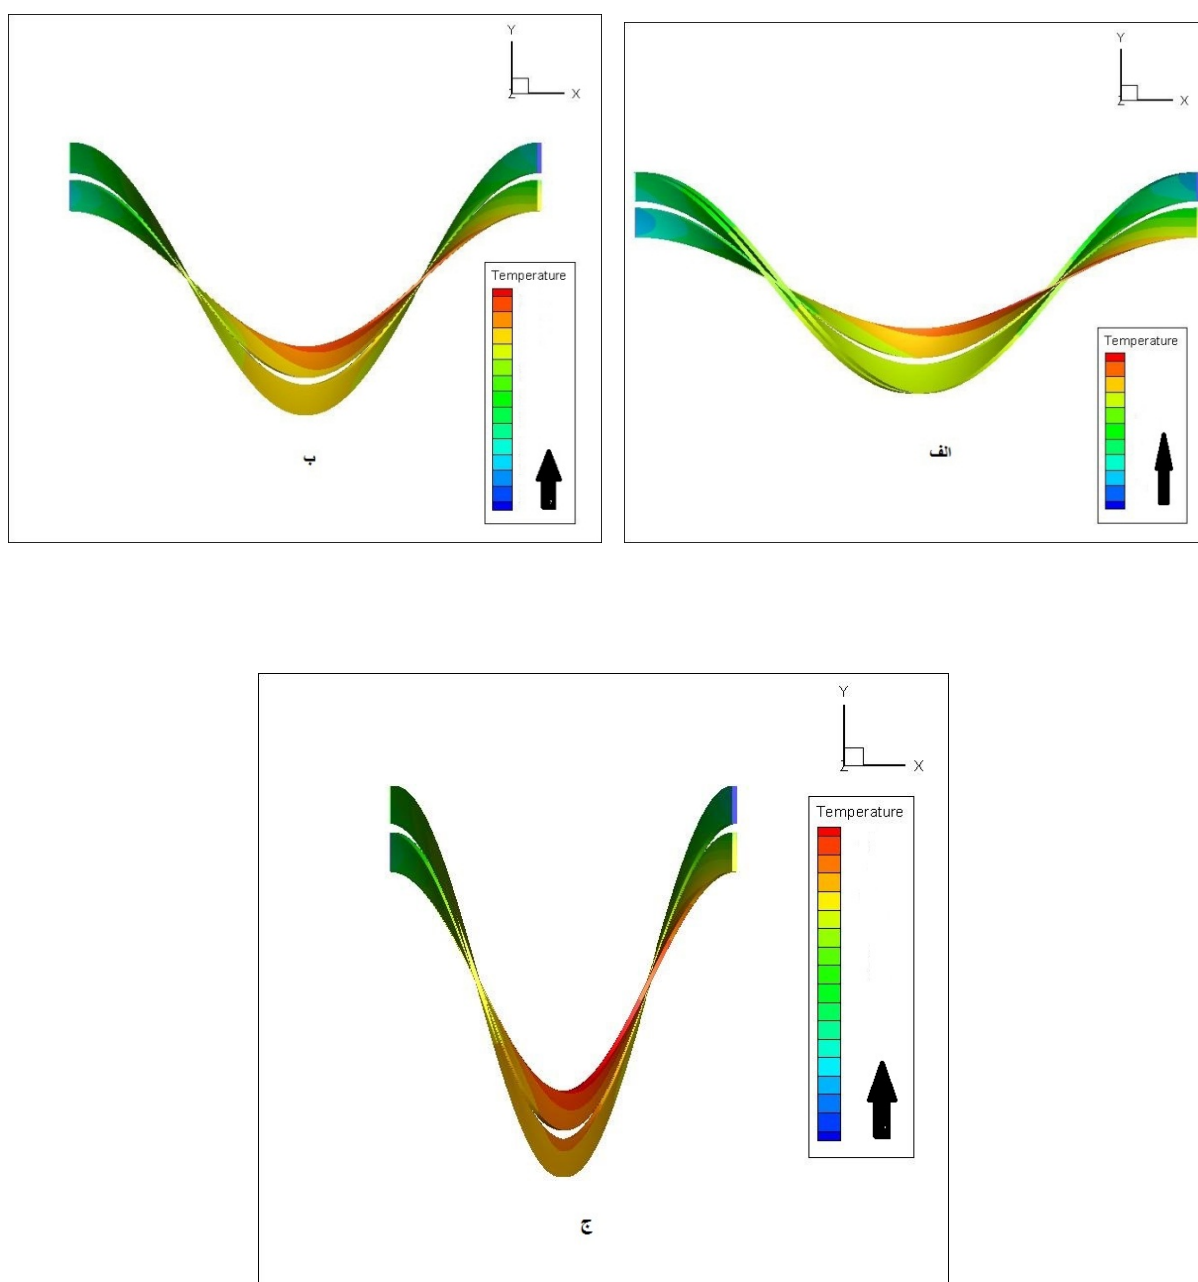 Y
Z X
Temperature
الف
Y
Z X
Temperature
ب
Y
Z X
Temperature
ج